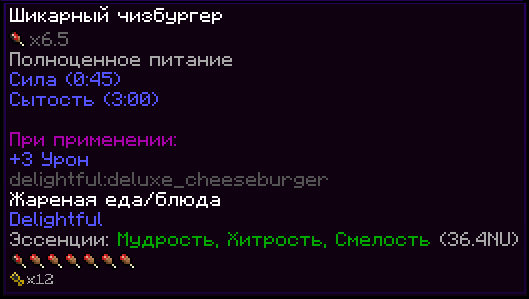 Шикарный чизбургер
x6.5
Полноценное питание
Сила (0:45)
Сытость (3:00)
При применении:
+3 Урон
delightful:deluxe_cheeseburger
Жареная еда/блюда
Delightful
Эссенции: Мудрость, Хитрость, Смелость (36.4NU)
x12